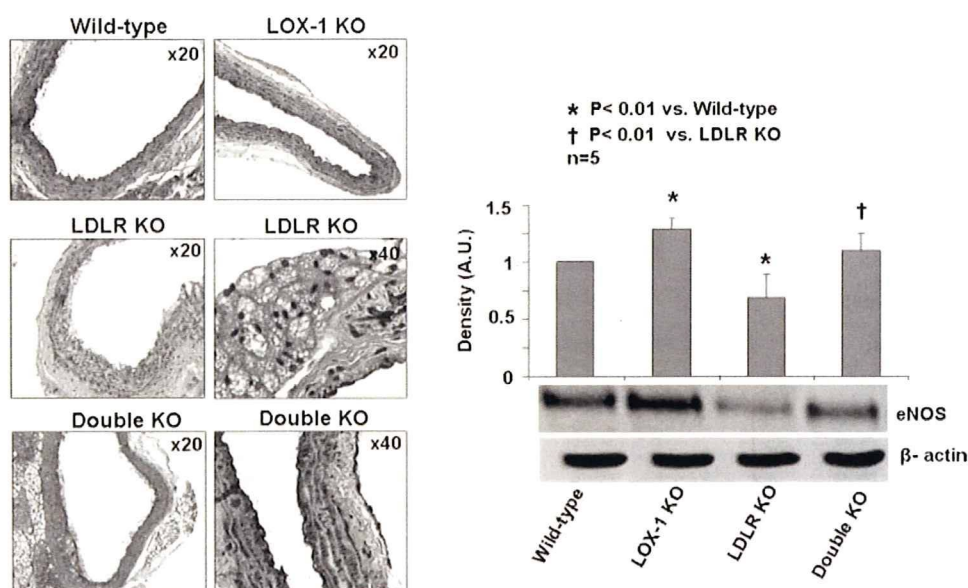 Wild-type
LOX-1 KO
x20
x20
LDLR KO
LDLR KO
x20
x40
Double KO
Double KO
x20
x40
* P< 0.01 vs. Wild-type
† P< 0.01 vs. LDLR KO
n=5
Density (A.U.)
1.5
1
0.5
0
*
*
†
eNOS
β- actin
Wild-type
LOX-1 KO
LDLR KO
Double KO